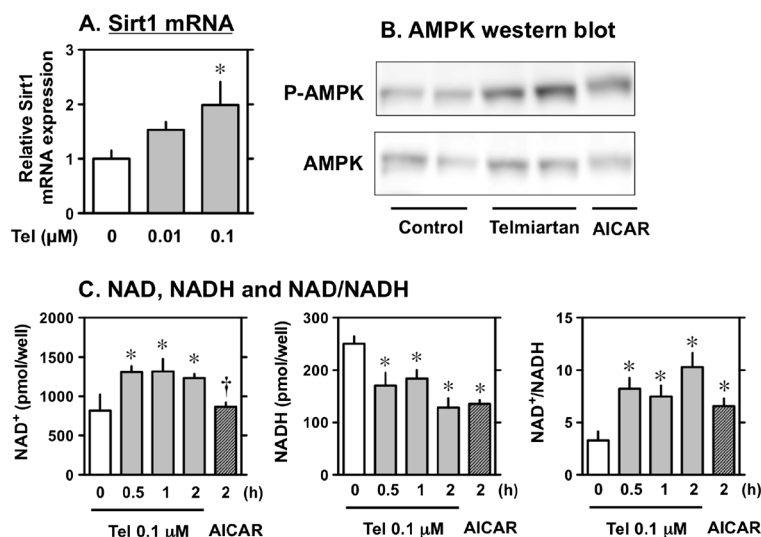 A. Sirt1 mRNA
Relative Sirt1
mRNA expression
3
2
1
0
*
Tel (μM)
0 0.01 0.1
B. AMPK western blot
P-AMPK
AMPK
Control Telmiartan AICAR
C. NAD, NADH and NAD/NADH
NAD+ (pmol/well)
2000
1500
1000
500
0
* * * †
0 0.5 1 2 2 (h)
Tel 0.1 μM AICAR
NADH (pmol/well)
300
200
150
100
0
* * * *
0 0.5 1 2 2 (h)
Tel 0.1 μM AICAR
NAD+/NADH
15
10
5
0
* * * *
0 0.5 1 2 2 (h)
Tel 0.1 μM AICAR